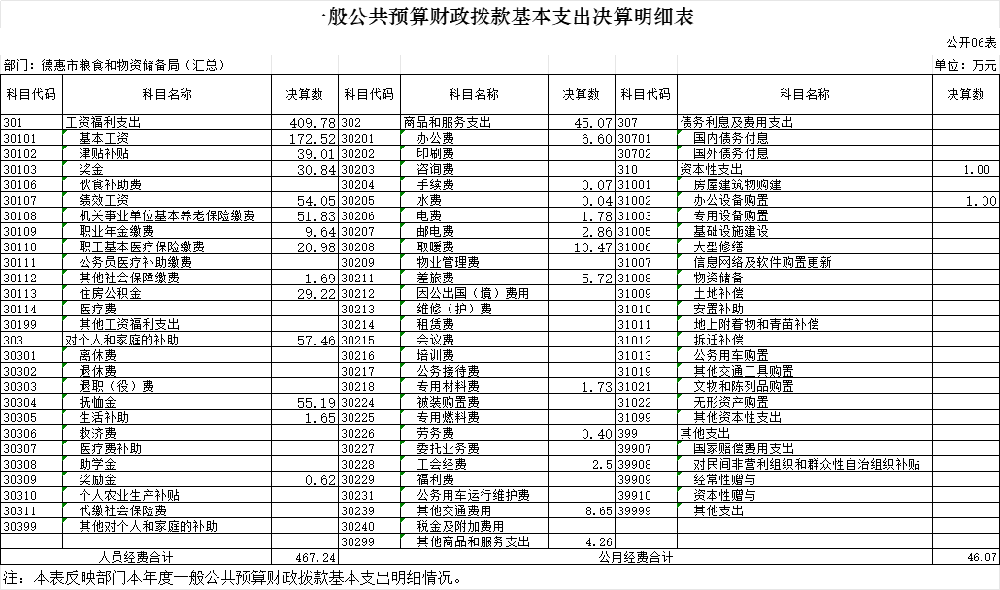 一般公共预算财政拨款基本支出决算明细表
公开06表
部门：德惠市粮食和物资储备局（汇总） 单位：万元
科目代码 科目名称 决算数 科目代码 科目名称 决算数 科目代码 科目名称 决算数
301 工资福利支出 409.78 302 商品和服务支出 45.07 307 债务利息及费用支出
30101 基本工资 172.52 30201 办公费 6.60 30701 国内债务付息
30102 津贴补贴 39.01 30202 印刷费 30702 国外债务付息
30103 奖金 30.84 30203 咨询费 310 资本性支出 1.00
30106 伙食补助费 30204 手续费 0.07 31001 房屋建筑物购建
30107 绩效工资 54.05 30205 水费 0.04 31002 办公设备购置 1.00
30108 机关事业单位基本养老保险缴费 51.83 30206 电费 1.78 31003 专用设备购置
30109 职业年金缴费 9.64 30207 邮电费 2.86 31005 基础设施建设
30110 职工基本医疗保险缴费 20.98 30208 取暖费 10.47 31006 大型修缮
30111 公务员医疗补助缴费 30209 物业管理费 31007 信息网络及软件购置更新
30112 其他社会保障缴费 1.69 30211 差旅费 5.72 31008 物资储备
30113 住房公积金 29.22 30212 因公出国（境）费用 31009 土地补偿
30114 医疗费 30213 维修（护）费 31010 安置补助
30199 其他工资福利支出 30214 租赁费 31011 地上附着物和青苗补偿
303 对个人和家庭的补助 57.46 30215 会议费 31012 拆迁补偿
30301 离休费 30216 培训费 31013 公务用车购置
30302 退休费 30217 公务接待费 31019 其他交通工具购置
30303 退职（役）费 30218 专用材料费 1.73 31021 文物和陈列品购置
30304 抚恤金 55.19 30224 被装购置费 31022 无形资产购置
30305 生活补助 1.65 30225 专用燃料费 31099 其他资本性支出
30306 救济费 30226 劳务费 0.40 399 其他支出
30307 医疗费补助 30227 委托业务费 39907 国家赔偿费用支出
30308 助学金 30228 工会经费 2.5 39908 对民间非营利组织和群众性自治组织补贴
30309 奖励金 0.62 30229 福利费 39909 经常性赠与
30310 个人农业生产补贴 30231 公务用车运行维护费 39910 资本性赠与
30311 代缴社会保险费 30239 其他交通费用 8.65 39999 其他支出
30399 其他对个人和家庭的补助 30240 税金及附加费用
30299 其他商品和服务支出 4.26
人员经费合计 467.24 公用经费合计 46.07
注：本表反映部门本年度一般公共预算财政拨款基本支出明细情况。